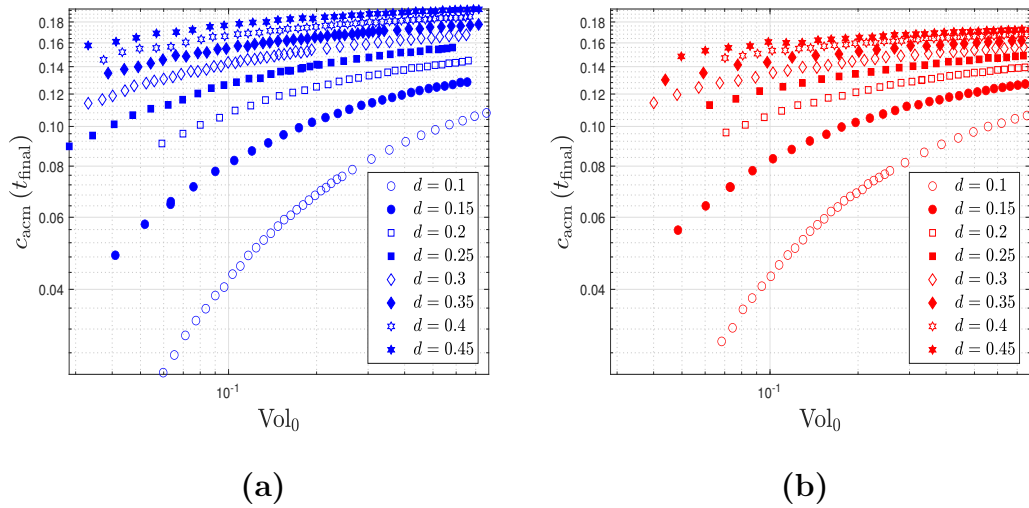 0.18
0.16
0.14
0.12
0.10
0.08
0.06
0.04
c_acm (t_final)
10^-1
Vol_0
d = 0.1
d = 0.15
d = 0.2
d = 0.25
d = 0.3
d = 0.35
d = 0.4
d = 0.45
(a)
0.18
0.16
0.14
0.12
0.10
0.08
0.06
0.04
c_acm (t_final)
10^-1
Vol_0
d = 0.1
d = 0.15
d = 0.2
d = 0.25
d = 0.3
d = 0.35
d = 0.4
d = 0.45
(b)